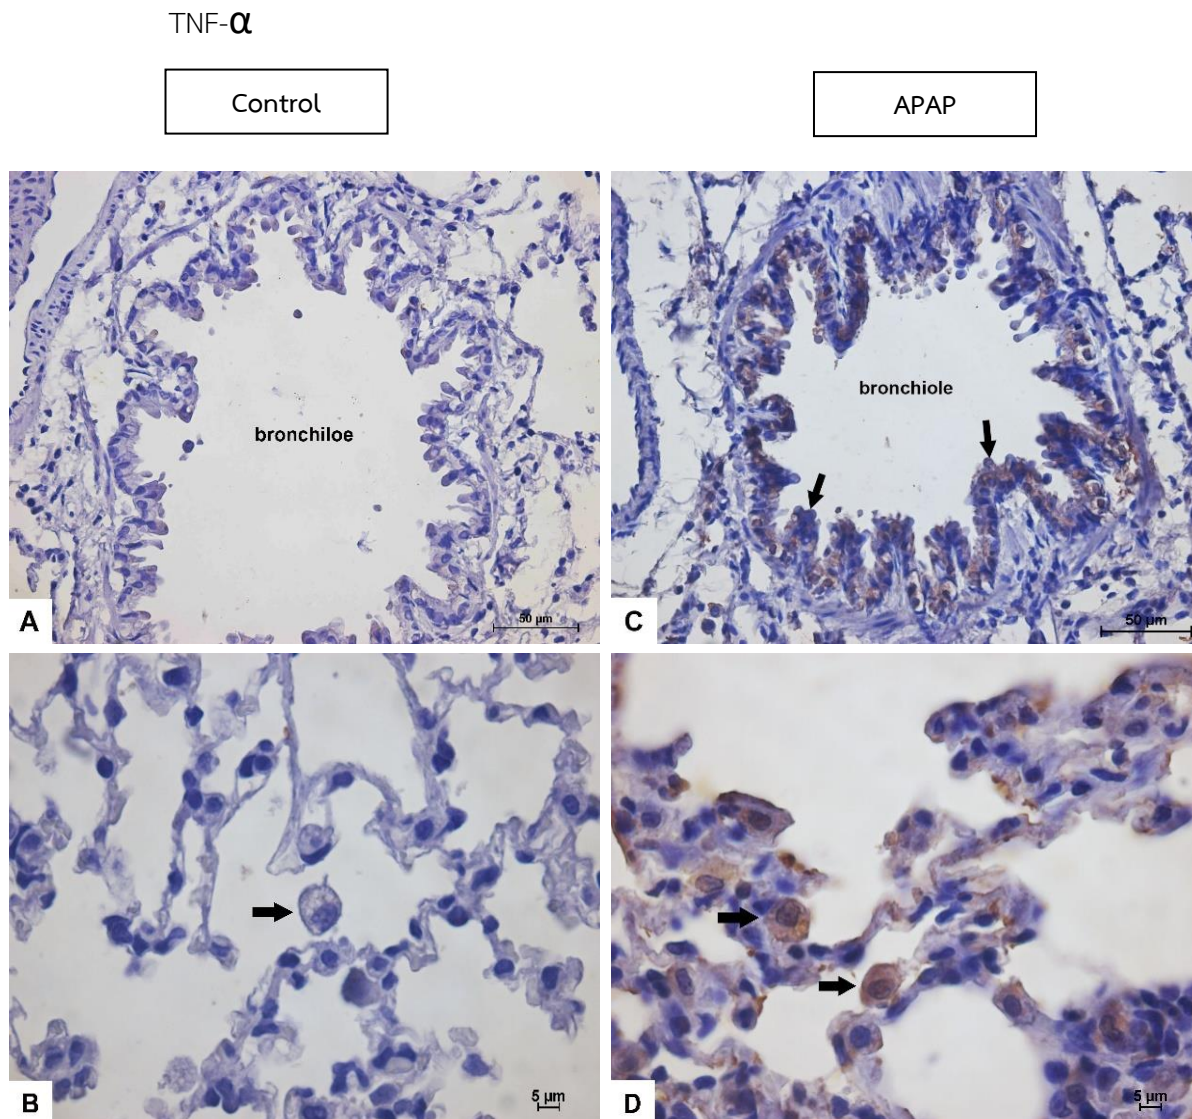 TNF-α
Control
APAP
bronchiloe
A
50 µm
bronchiole
C
50 µm
B
5 µm
D
5 µm